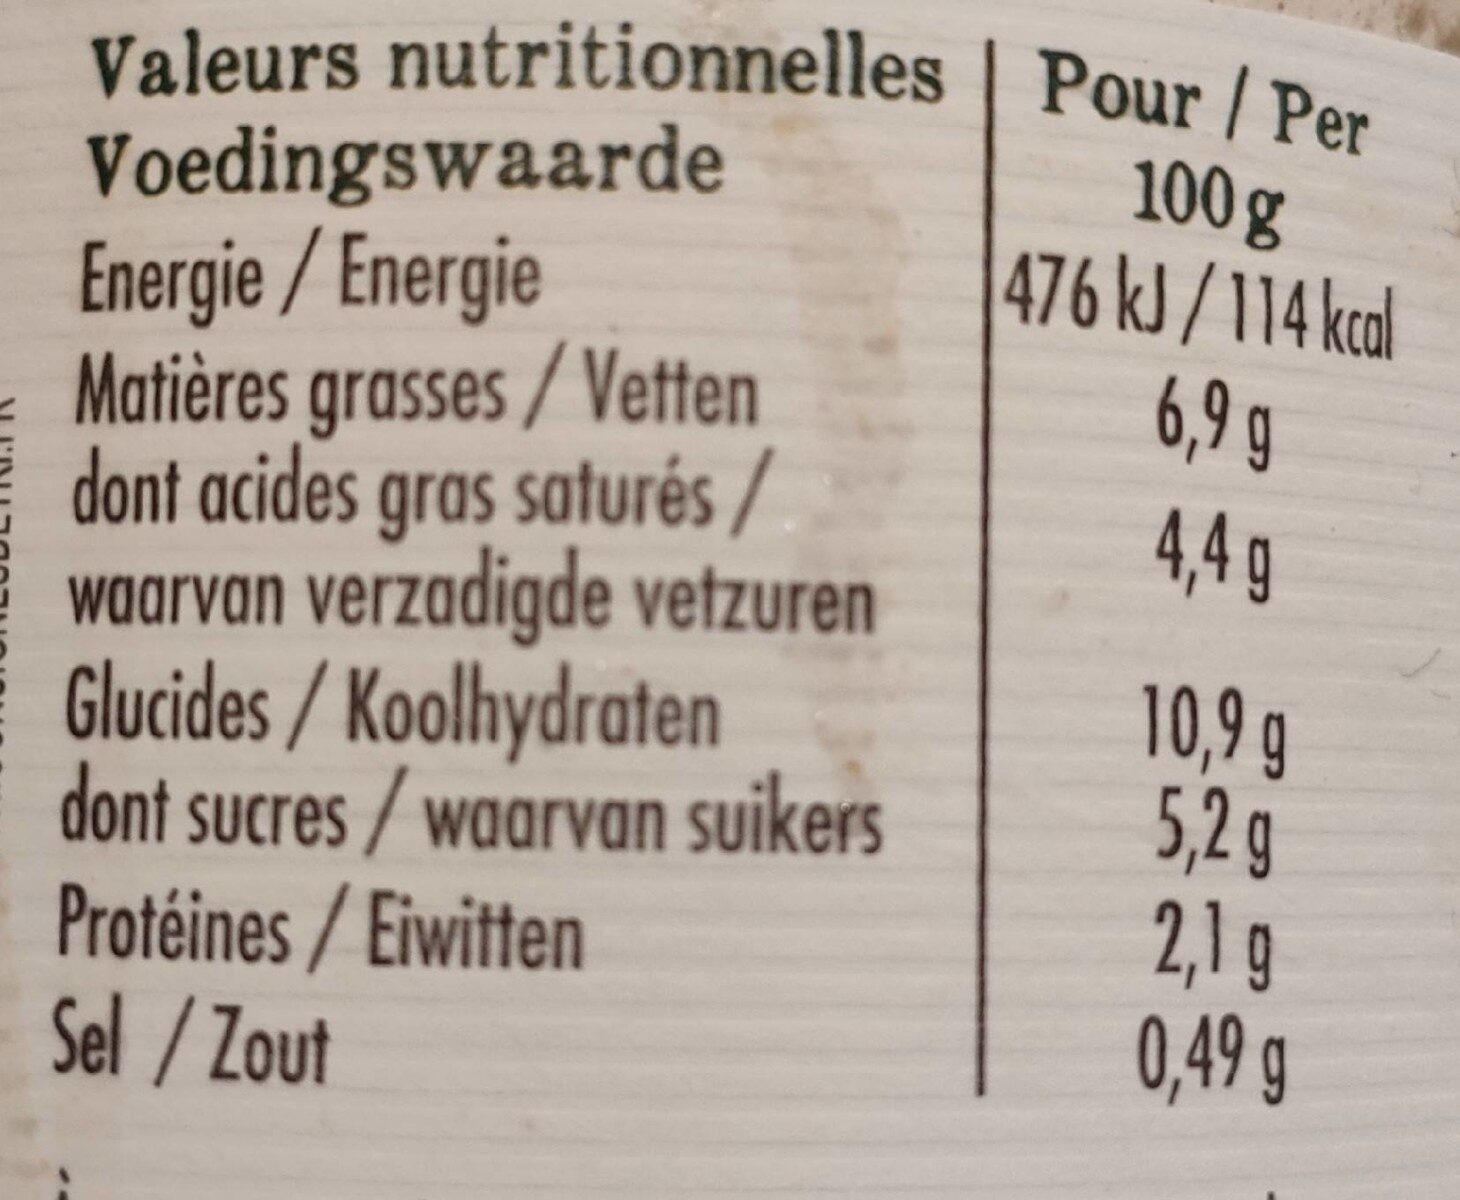 Valeurs nutritionnelles Pour / Per
Voedingswaarde 100 g
Energie / Energie 476 kJ / 114 kcal
Matières grasses / Vetten 6,9 g
dont acides gras saturés / 4,4 g
waarvan verzadigde vetzuren
Glucides / Koolhydraten 10,9 g
dont sucres / waarvan suikers 5,2 g
Protéines / Eiwitten 2,1 g
Sel / Zout 0,49 g